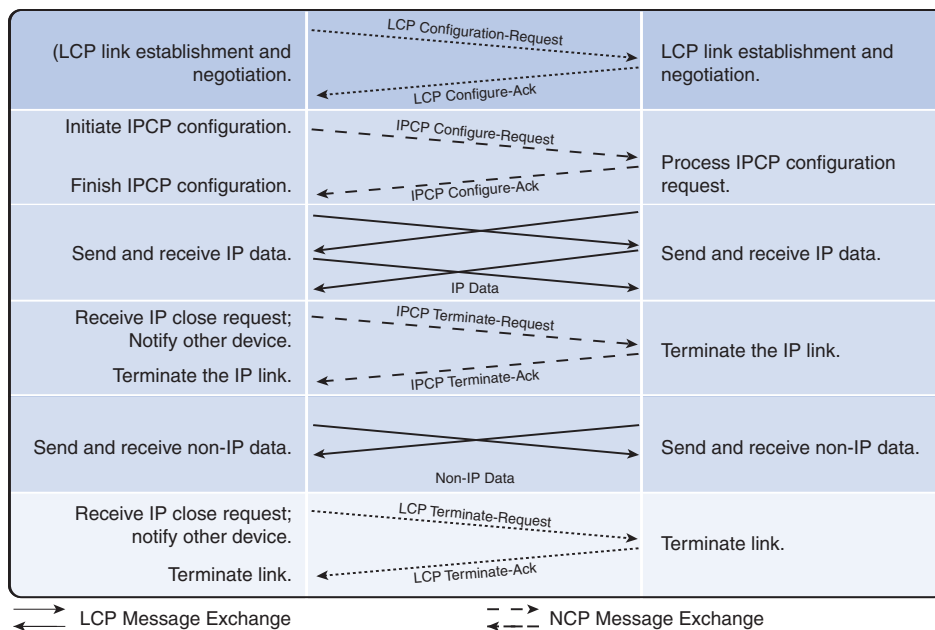 (LCP link establishment and
negotiation.
LCP Configuration-Request
LCP Configure-Ack
LCP link establishment and
negotiation.
Initiate IPCP configuration.
Finish IPCP configuration.
IPCP Configure-Request
IPCP Configure-Ack
Process IPCP configuration
request.
Send and receive IP data.
IP Data
Send and receive IP data.
Receive IP close request;
Notify other device.
Terminate the IP link.
IPCP Terminate-Request
IPCP Terminate-Ack
Terminate the IP link.
Send and receive non-IP data.
Non-IP Data
Send and receive non-IP data.
Receive IP close request;
notify other device.
Terminate link.
LCP Terminate-Request
LCP Terminate-Ack
Terminate link.
LCP Message Exchange
NCP Message Exchange